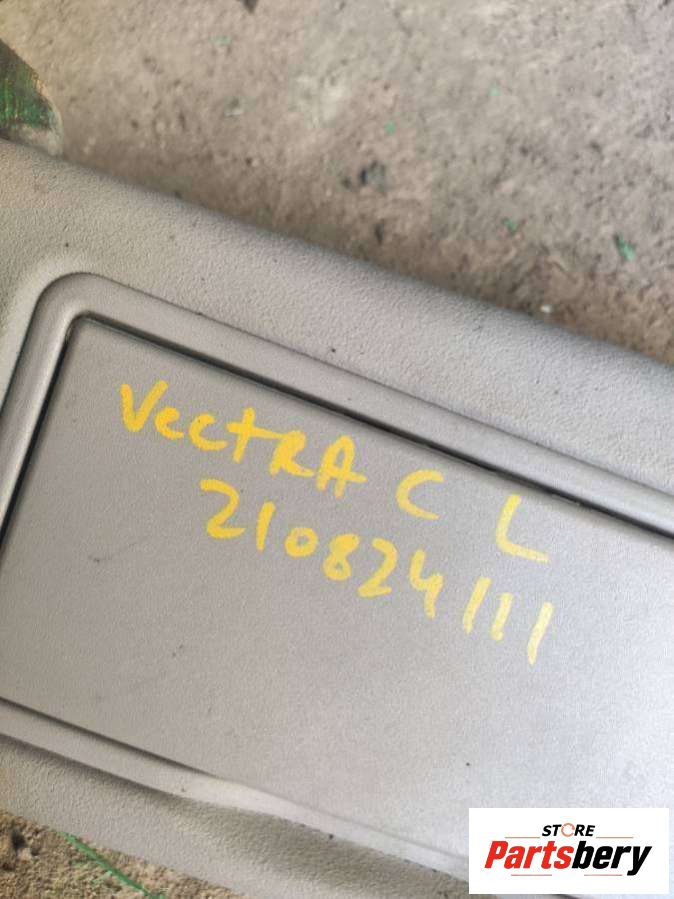 VectRA C L
210824111
STORE
Partsbery